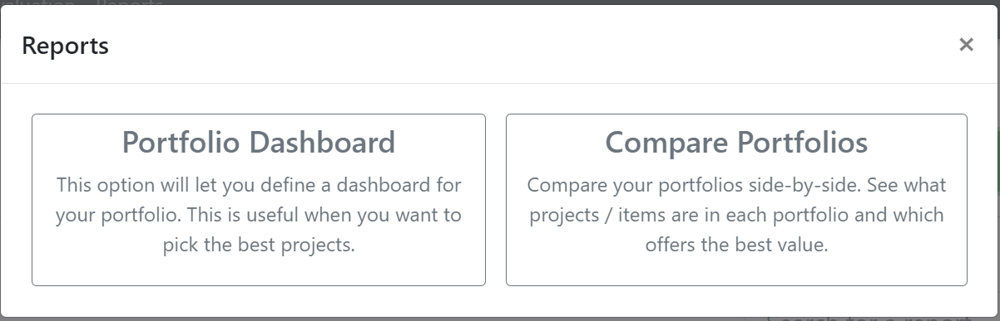 Reports
×
Portfolio Dashboard
This option will let you define a dashboard for
your portfolio. This is useful when you want to
pick the best projects.
Compare Portfolios
Compare your portfolios side-by-side. See what
projects / items are in each portfolio and which
offers the best value.